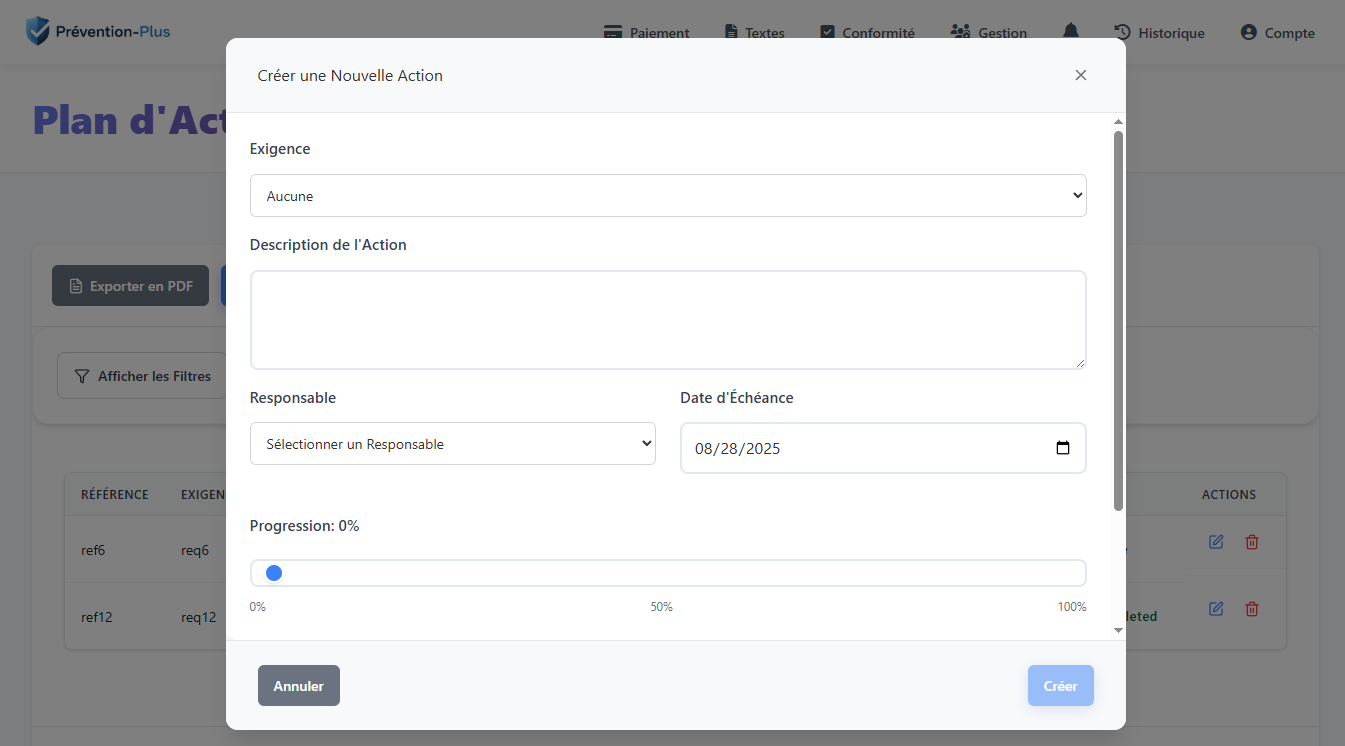 Prévention-Plus
Paiement
Textes
Conformité
Gestion
Historique
Compte
Créer une Nouvelle Action
Plan d'Act
Exigence
Aucune
Description de l'Action
Exporter en PDF
Afficher les Filtres
Responsable
Date d'Échéance
Sélectionner un Responsable
08/28/2025
RÉFÉRENCE
EXIGEN
ACTIONS
Progression: 0%
ref6
req6
0%
50%
100%
ref12
req12
leted
Annuler
Créer